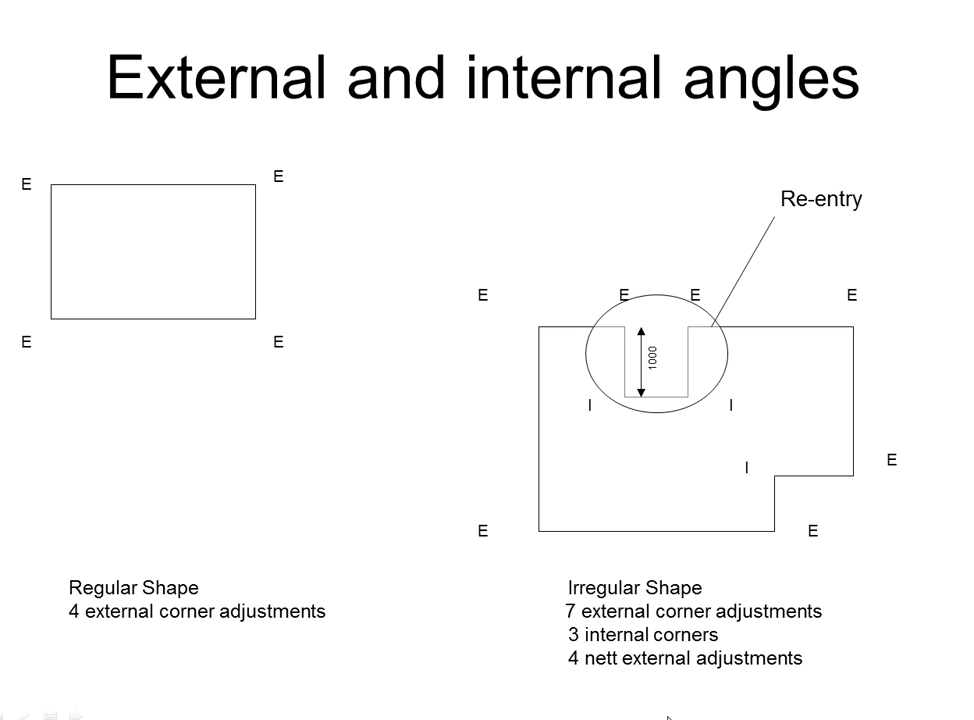 External and internal angles
E
E
E
E
Re-entry
E
E
E
E
1000
I
I
I
E
E
E
Regular Shape
4 external corner adjustments
Irregular Shape
7 external corner adjustments
3 internal corners
4 nett external adjustments